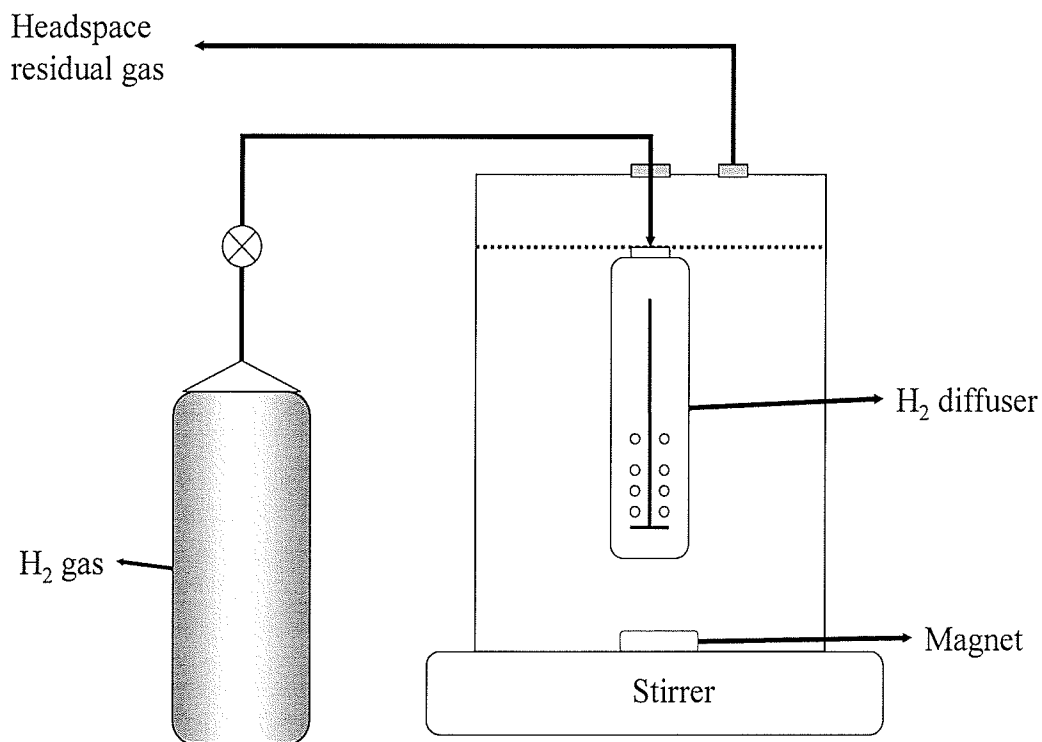 Headspace
residual gas
H₂ diffuser
H₂ gas
Magnet
Stirrer